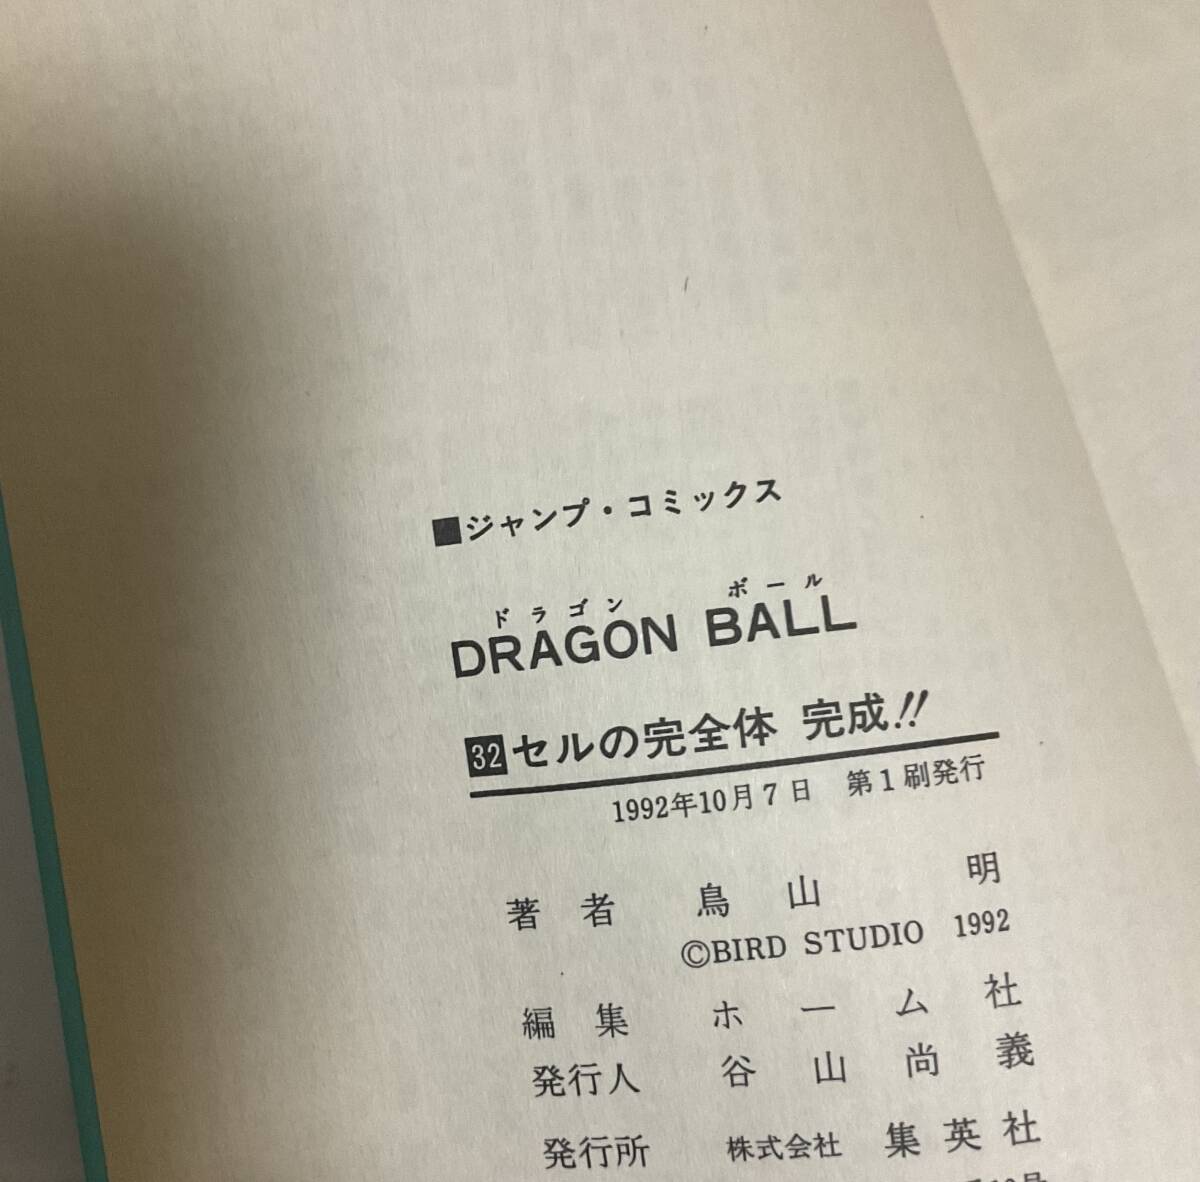 ■ジャンプ・コミックス
ドラゴン ボール
DRAGON BALL
32 セルの完全体 完成!!
1992年10月7日 第1刷発行
著者 鳥山 明
©BIRD STUDIO 1992
編集 ホーム社
発行人 谷山尚義
発行所 株式会社 集英社